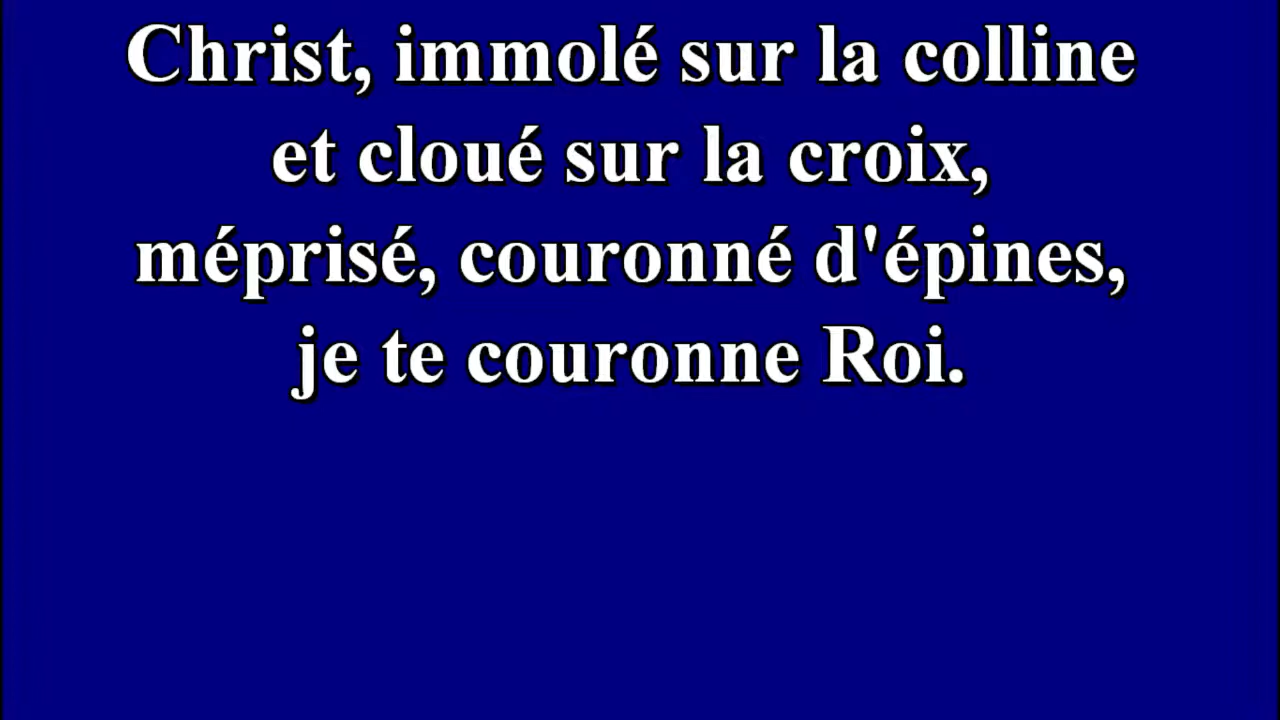 Christ, immolé sur la colline
et cloué sur la croix,
méprisé, couronné d'épines,
je te couronne Roi.